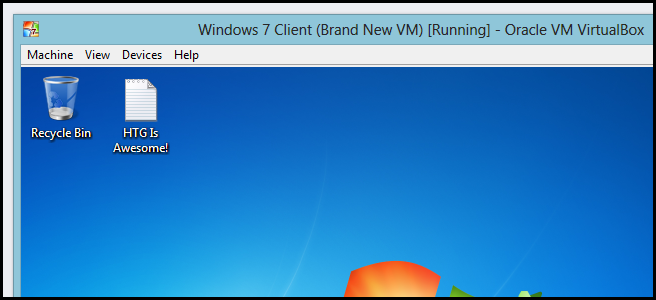 Windows 7 Client (Brand New VM) [Running] - Oracle VM VirtualBox
Machine View Devices Help
Recycle Bin
HTG Is
Awesome!